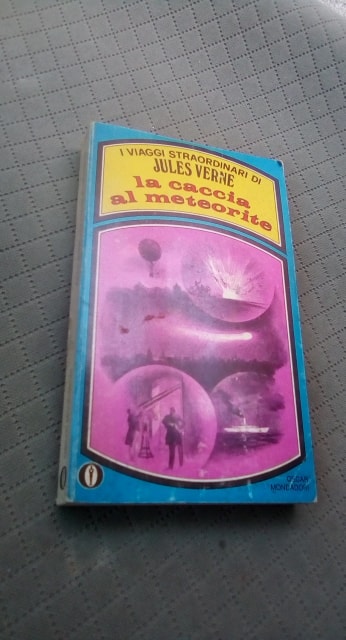 I VIAGGI STRAORDINARI DI
JULES VERNE
la caccia
al meteorite
OSCAR
MONDADORI